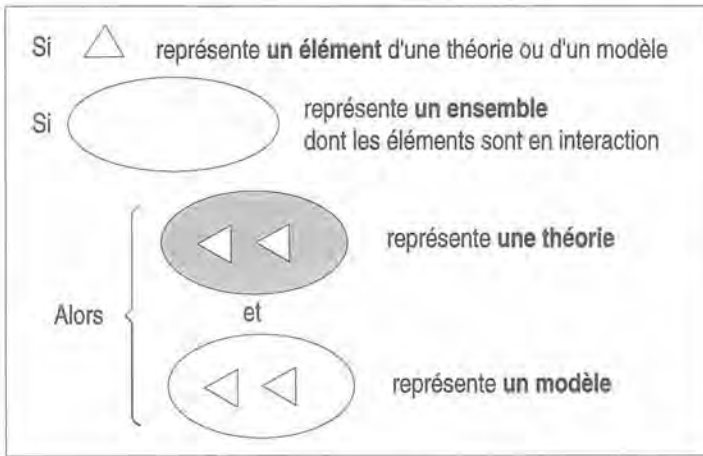 Si représente un élément d'une théorie ou d'un modèle
Si représente un ensemble
dont les éléments sont en interaction
représente une théorie
Alors et
représente un modèle